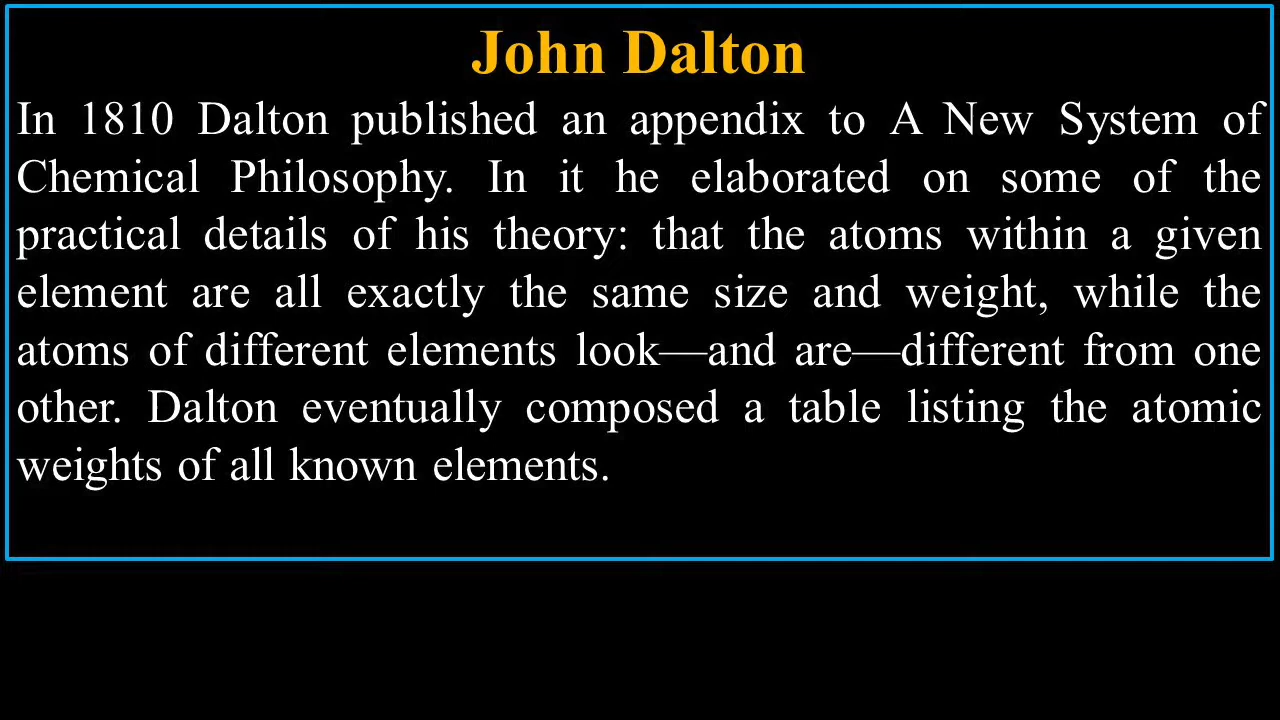 John Dalton
In 1810 Dalton published an appendix to A New System of
Chemical Philosophy. In it he elaborated on some of the
practical details of his theory: that the atoms within a given
element are all exactly the same size and weight, while the
atoms of different elements look—and are—different from one
other. Dalton eventually composed a table listing the atomic
weights of all known elements.